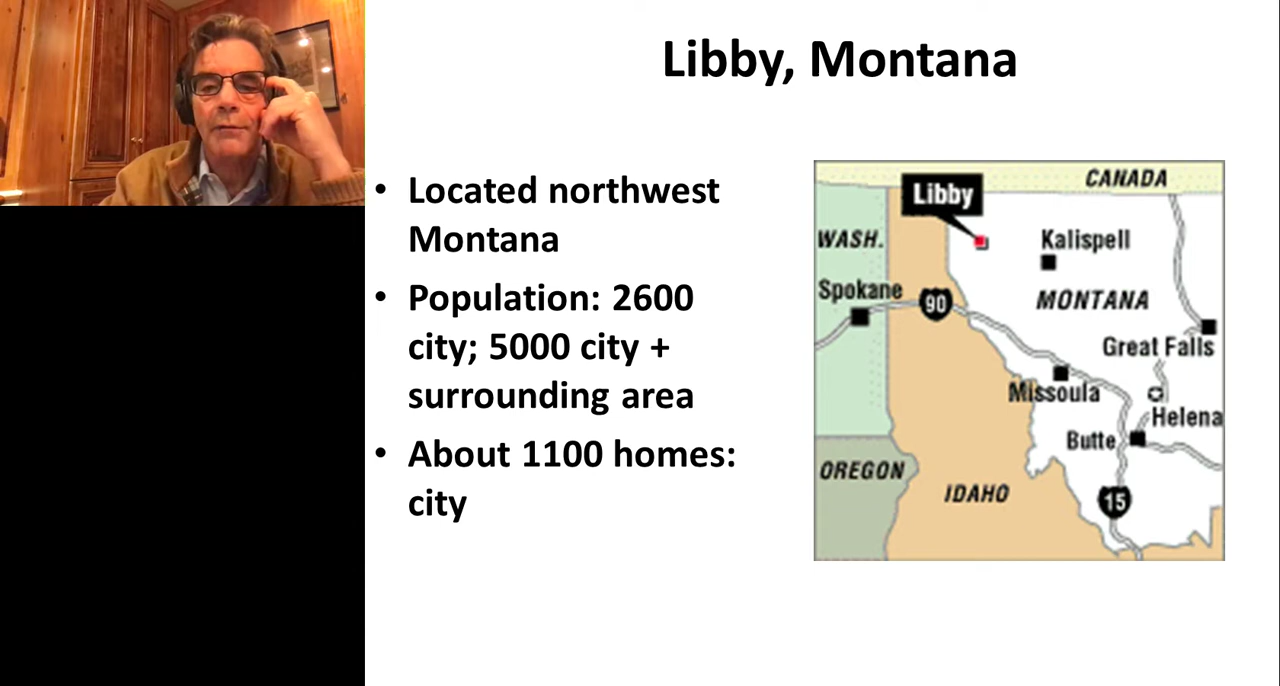 Libby, Montana
• Located northwest
Montana
• Population: 2600
city; 5000 city +
surrounding area
• About 1100 homes:
city
CANADA
Libby
WASH.
Kalispell
Spokane
90
MONTANA
Great Falls
Missoula
Helena
Butte
OREGON
IDAHO
15